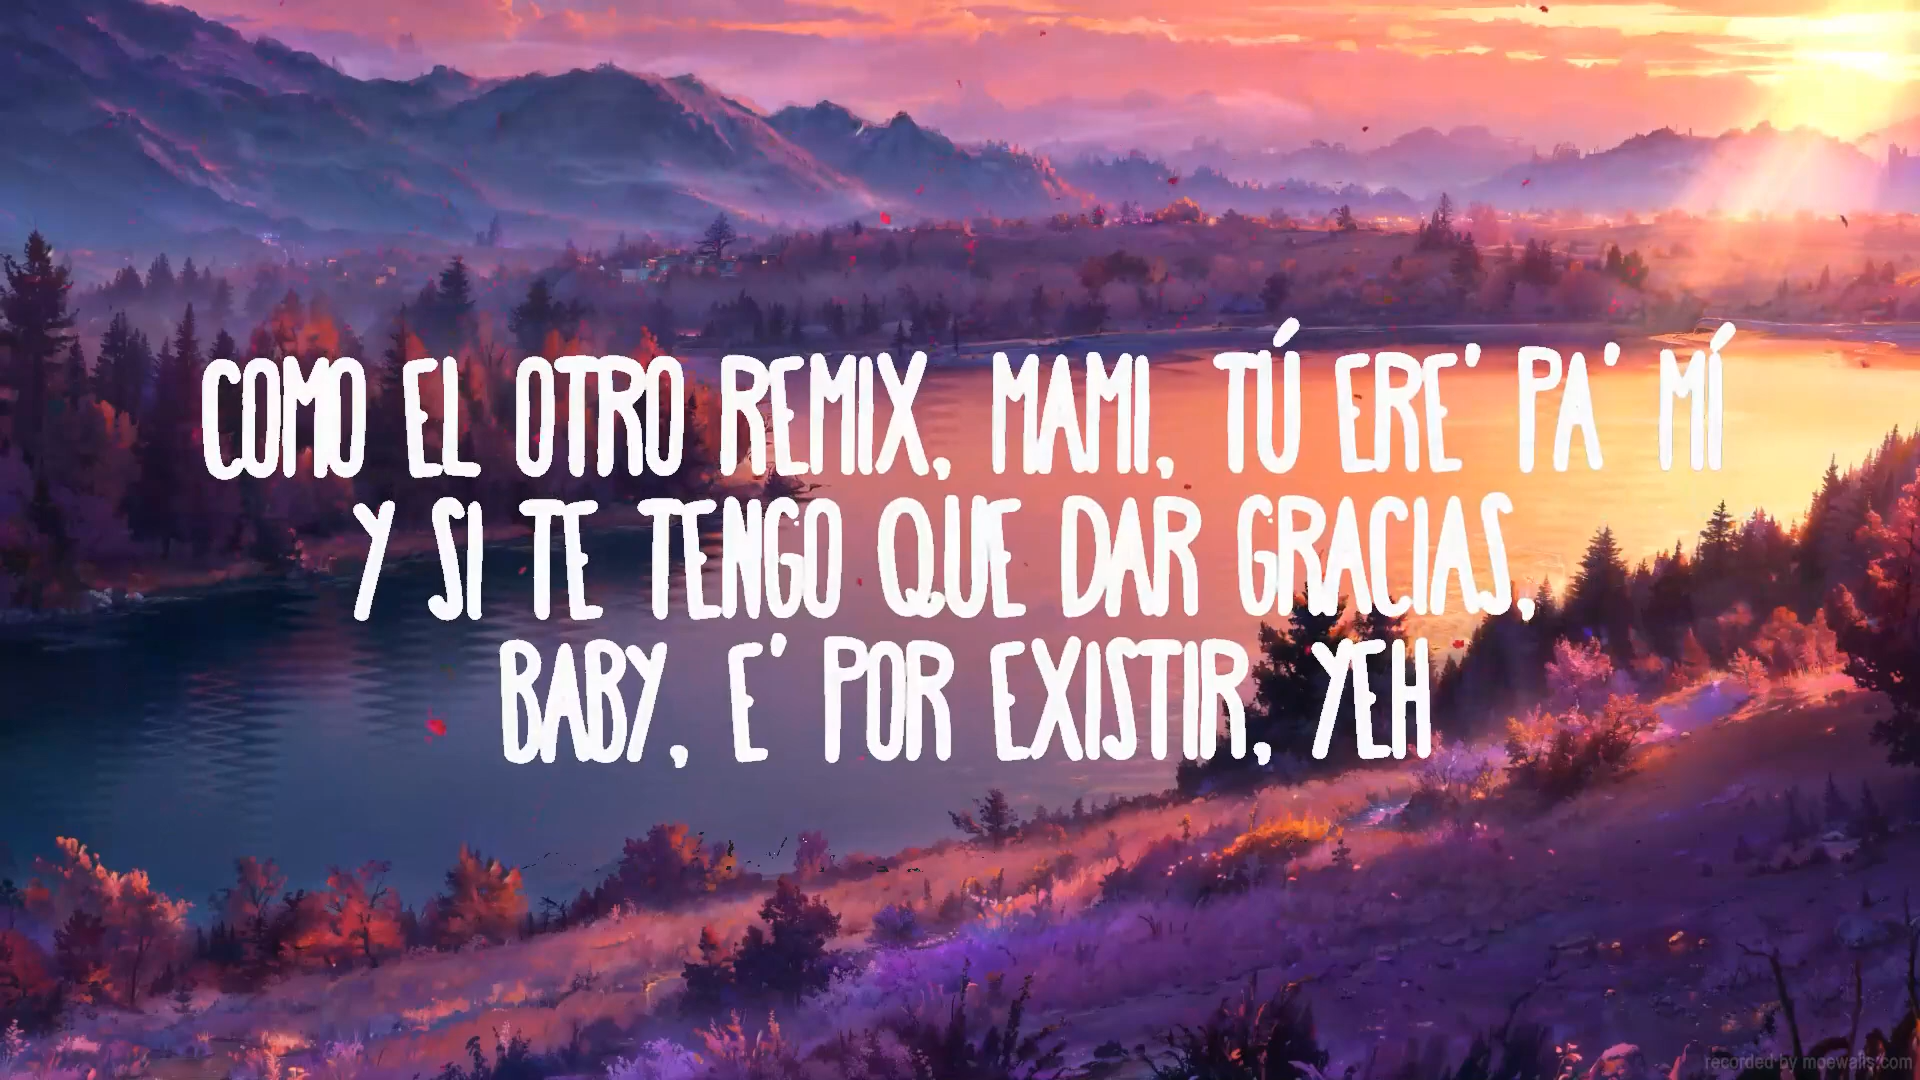 COMO EL OTRO REMIX, MAMI, TÚ ERE' PA' MÍ
Y SI TE TENGO QUE DAR GRACIAS,
BABY, E' POR EXISTIR, YEH
recorded by moewalls.com